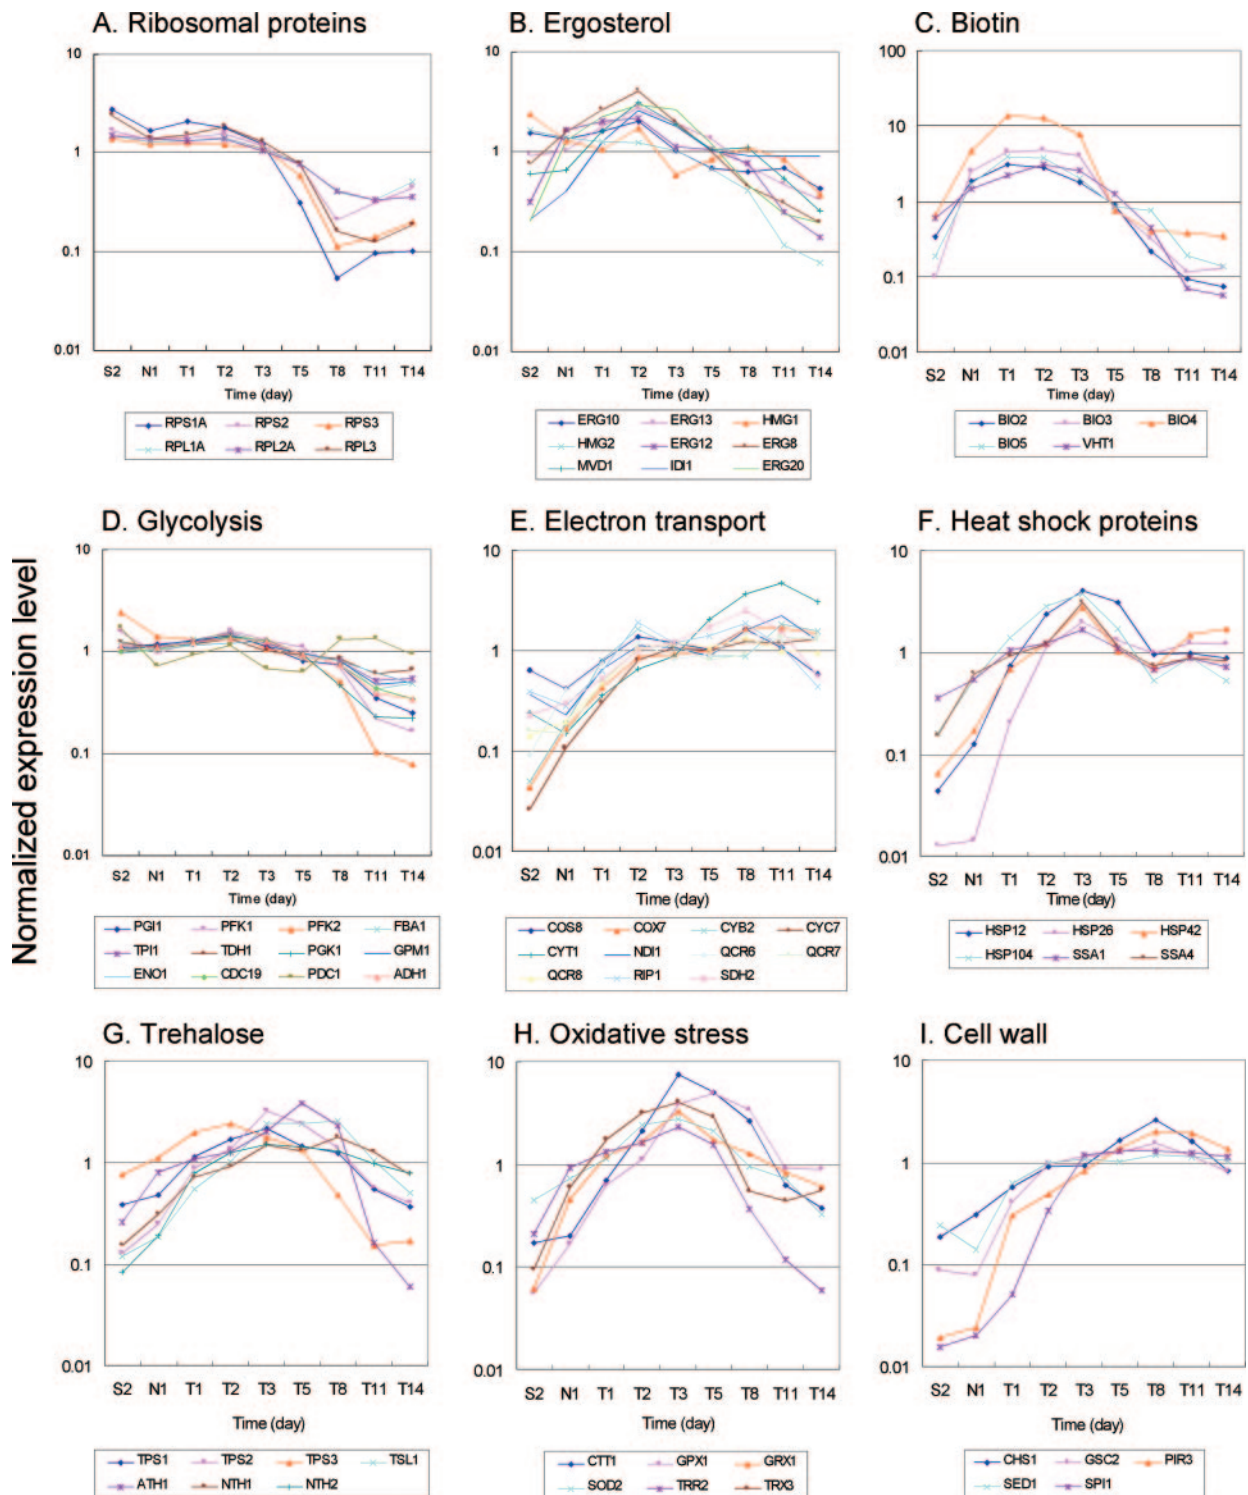 A. Ribosomal proteins
10
1
0.1
0.01
S2 N1 T1 T2 T3 T5 T8 T11 T14
Time (day)
RPS1A RPS2 RPS3
RPL1A RPL2A RPL3
B. Ergosterol
10
1
0.1
0.01
S2 N1 T1 T2 T3 T5 T8 T11 T14
Time (day)
ERG10 ERG13 HMG1
HMG2 ERG12 ERG8
MVD1 IDI1 ERG20
C. Biotin
100
10
1
0.1
0.01
S2 N1 T1 T2 T3 T5 T8 T11 T14
Time (day)
BIO2 BIO3 BIO4
BIO5 VHT1
Normalized expression level
D. Glycolysis
10
1
0.1
0.01
S2 N1 T1 T2 T3 T5 T8 T11 T14
Time (day)
PGI1 PFK1 PFK2 FBA1
TPI1 TDH1 PGK1 GPM1
ENO1 CDC19 PDC1 ADH1
E. Electron transport
10
1
0.1
0.01
S2 N1 T1 T2 T3 T5 T8 T11 T14
Time (day)
COS8 COX7 CYB2 CYC7
CYT1 NDI1 QCR6 QCR7
QCR8 RIP1 SDH2
F. Heat shock proteins
10
1
0.1
0.01
S2 N1 T1 T2 T3 T5 T8 T11 T14
Time (day)
HSP12 HSP26 HSP42
HSP104 SSA1 SSA4
G. Trehalose
10
1
0.1
0.01
S2 N1 T1 T2 T3 T5 T8 T11 T14
Time (day)
TPS1 TPS2 TPS3 TSL1
ATH1 NTH1 NTH2
H. Oxidative stress
10
1
0.1
0.01
S2 N1 T1 T2 T3 T5 T8 T11 T14
Time (day)
CTT1 GPX1 GRX1
SOD2 TRR2 TRX3
I. Cell wall
10
1
0.1
0.01
S2 N1 T1 T2 T3 T5 T8 T11 T14
Time (day)
CHS1 GSC2 PIR3
SED1 SPI1